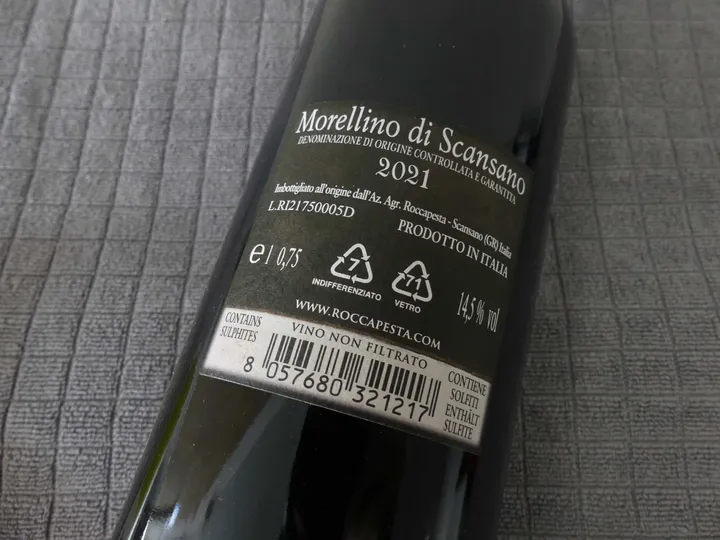 Morellino di Scansano
DENOMINAZIONE DI ORIGINE CONTROLLATA E GARANTITA
2021
Imbottigliato all'origine dall'Az. Agr. Roccapesta - Scansano (GR) Italia
L.RI21750005D
PRODOTTO IN ITALIA
e l 0,75
7
INDIFFERENZIATO
71
VETRO
14,5% vol
WWW.ROCCAPESTA.COM
CONTAINS
SULPHITES
VINO NON FILTRATO
8 057680 321217
CONTIENE
SOLFITI
ENTHÄLT
SULFITE